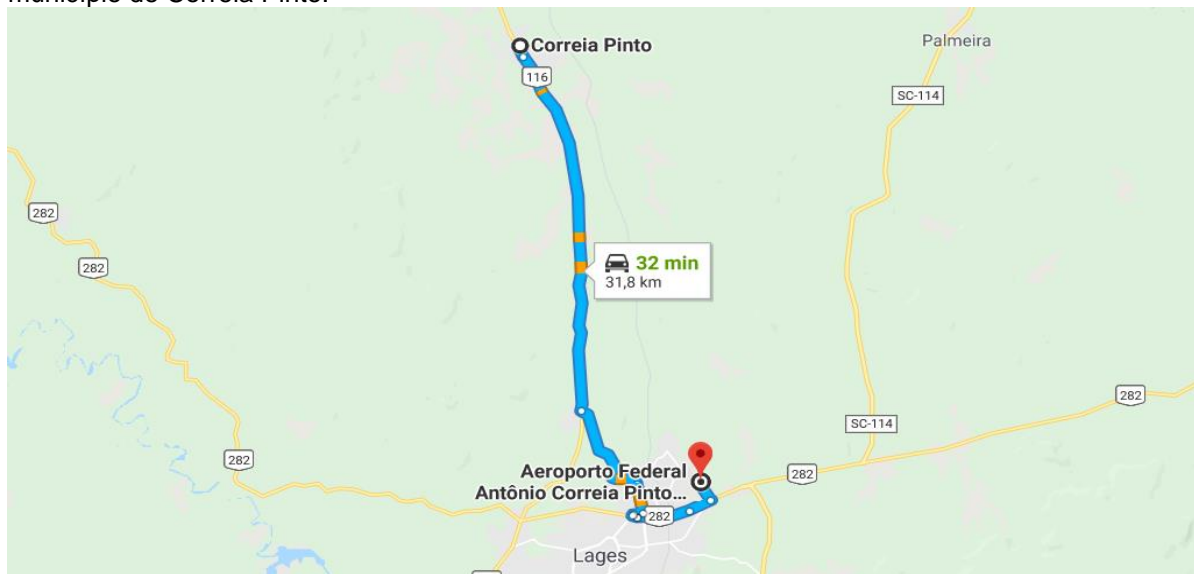 Correia Pinto
Palmeira
116
SC-114
282
282
32 min
31,8 km
282
SC-114
282
282
Aeroporto Federal
Antônio Correia Pinto...
282
Lages